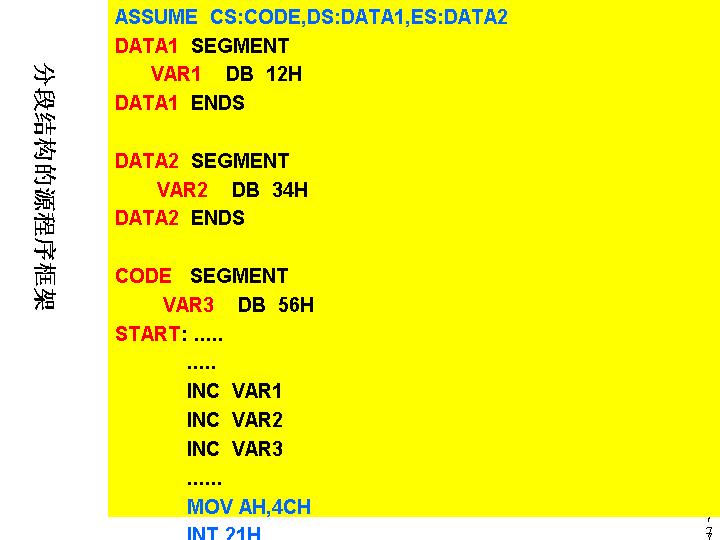 分段结构的源程序框架
ASSUME CS:CODE,DS:DATA1,ES:DATA2
DATA1 SEGMENT
VAR1 DB 12H
DATA1 ENDS
DATA2 SEGMENT
VAR2 DB 34H
DATA2 ENDS
CODE SEGMENT
VAR3 DB 56H
START: .....
.....
INC VAR1
INC VAR2
INC VAR3
......
MOV AH,4CH
INT 21H